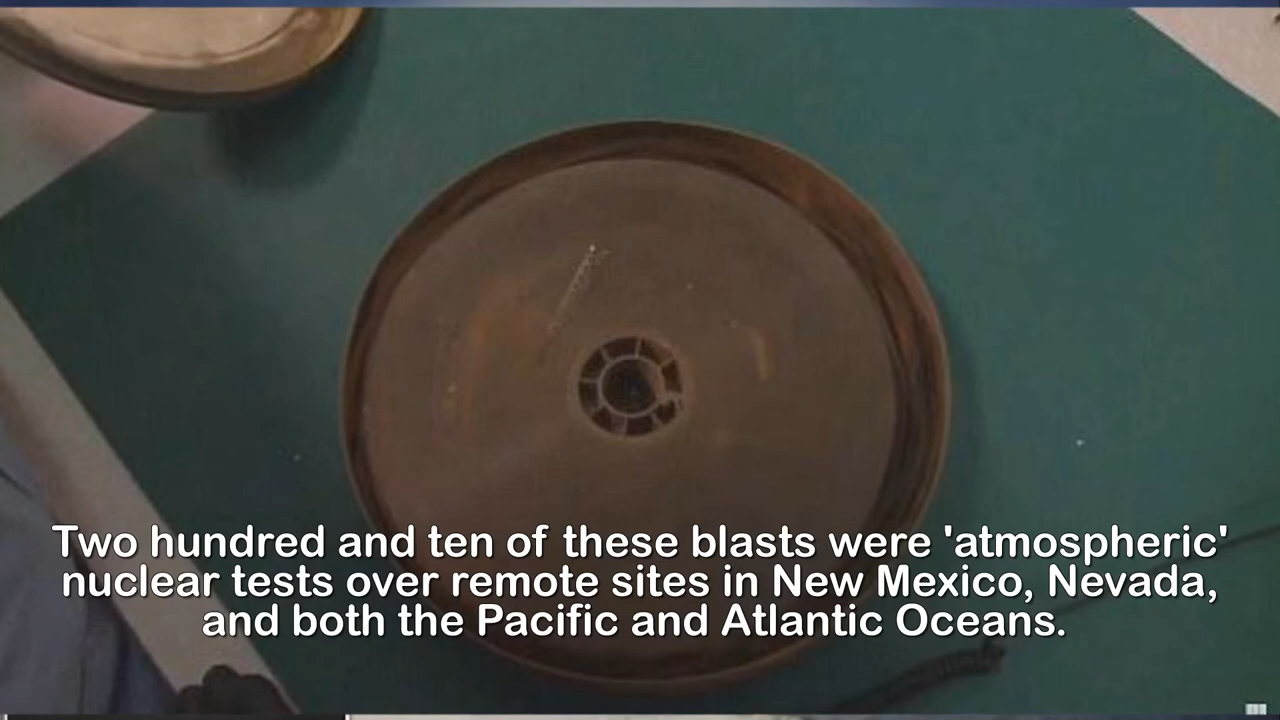 Two hundred and ten of these blasts were 'atmospheric'
nuclear tests over remote sites in New Mexico, Nevada,
and both the Pacific and Atlantic Oceans.